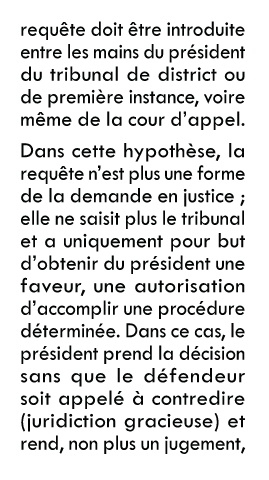 requête doit être introduite
entre les mains du président
du tribunal de district ou
de première instance, voire
même de la cour d'appel.
Dans cette hypothèse, la
requête n'est plus une forme
de la demande en justice ;
elle ne saisit plus le tribunal
et a uniquement pour but
d'obtenir du président une
faveur, une autorisation
d'accomplir une procédure
déterminée. Dans ce cas, le
président prend la décision
sans que le défendeur
soit appelé à contredire
(juridiction gracieuse) et
rend, non plus un jugement,